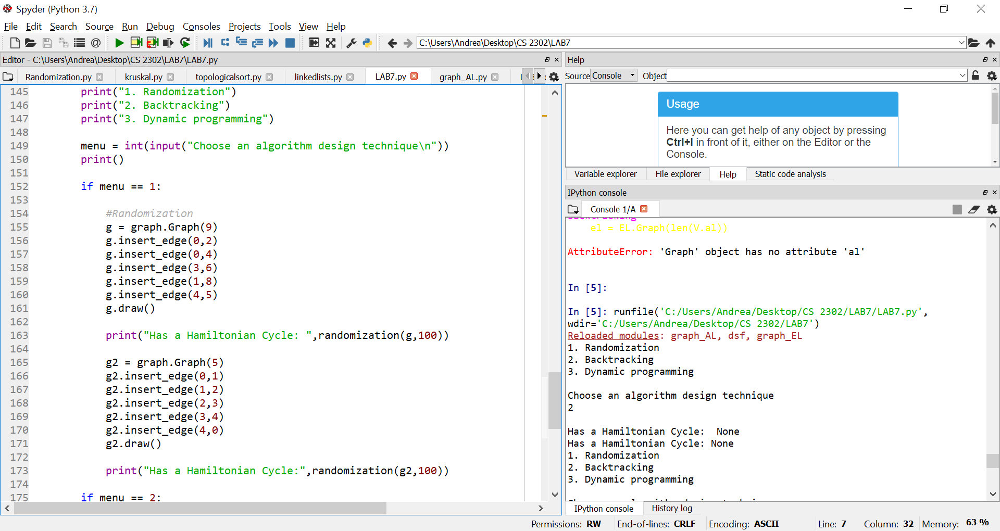 Spyder (Python 3.7)
File Edit Search Source Run Debug Consoles Projects Tools View Help
C:\Users\Andrea\Desktop\CS 2302\LAB7
Editor - C:\Users\Andrea\Desktop\CS 2302\LAB7\LAB7.py
Randomization.py kruskal.py topologicalsort.py linkedlists.py LAB7.py graph_AL.py
145 print("1. Randomization")
146 print("2. Backtracking")
147 print("3. Dynamic programming")
148
149 menu = int(input("Choose an algorithm design technique\n"))
150 print()
151
152 if menu == 1:
153
154 #Randomization
155 g = graph.Graph(9)
156 g.insert_edge(0,2)
157 g.insert_edge(0,4)
158 g.insert_edge(3,6)
159 g.insert_edge(1,8)
160 g.insert_edge(4,5)
161 g.draw()
162
163 print("Has a Hamiltonian Cycle: ",randomization(g,100))
164
165 g2 = graph.Graph(5)
166 g2.insert_edge(0,1)
167 g2.insert_edge(1,2)
168 g2.insert_edge(2,3)
169 g2.insert_edge(3,4)
170 g2.insert_edge(4,0)
171 g2.draw()
172
173 print("Has a Hamiltonian Cycle:",randomization(g2,100))
174
175 if menu == 2:
Help
Source Console Object
Usage
Here you can get help of any object by pressing
Ctrl+I in front of it, either on the Editor or the
Console.
Variable explorer File explorer Help Static code analysis
IPython console
Console 1/A
el = EL.Graph(len(V.al))
AttributeError: 'Graph' object has no attribute 'al'
In [5]:
In [5]: runfile('C:/Users/Andrea/Desktop/CS 2302/LAB7/LAB7.py',
wdir='C:/Users/Andrea/Desktop/CS 2302/LAB7')
Reloaded modules: graph_AL, dsf, graph_EL
1. Randomization
2. Backtracking
3. Dynamic programming
Choose an algorithm design technique
2
Has a Hamiltonian Cycle:  None
Has a Hamiltonian Cycle: None
1. Randomization
2. Backtracking
3. Dynamic programming
IPython console History log
Permissions: RW End-of-lines: CRLF Encoding: ASCII Line: 7 Column: 32 Memory: 63 %